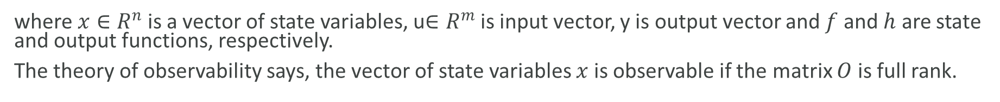 where x ∈ Rⁿ is a vector of state variables, u∈ Rᵐ is input vector, y is output vector and f and h are state
and output functions, respectively.
The theory of observability says, the vector of state variables x is observable if the matrix O is full rank.